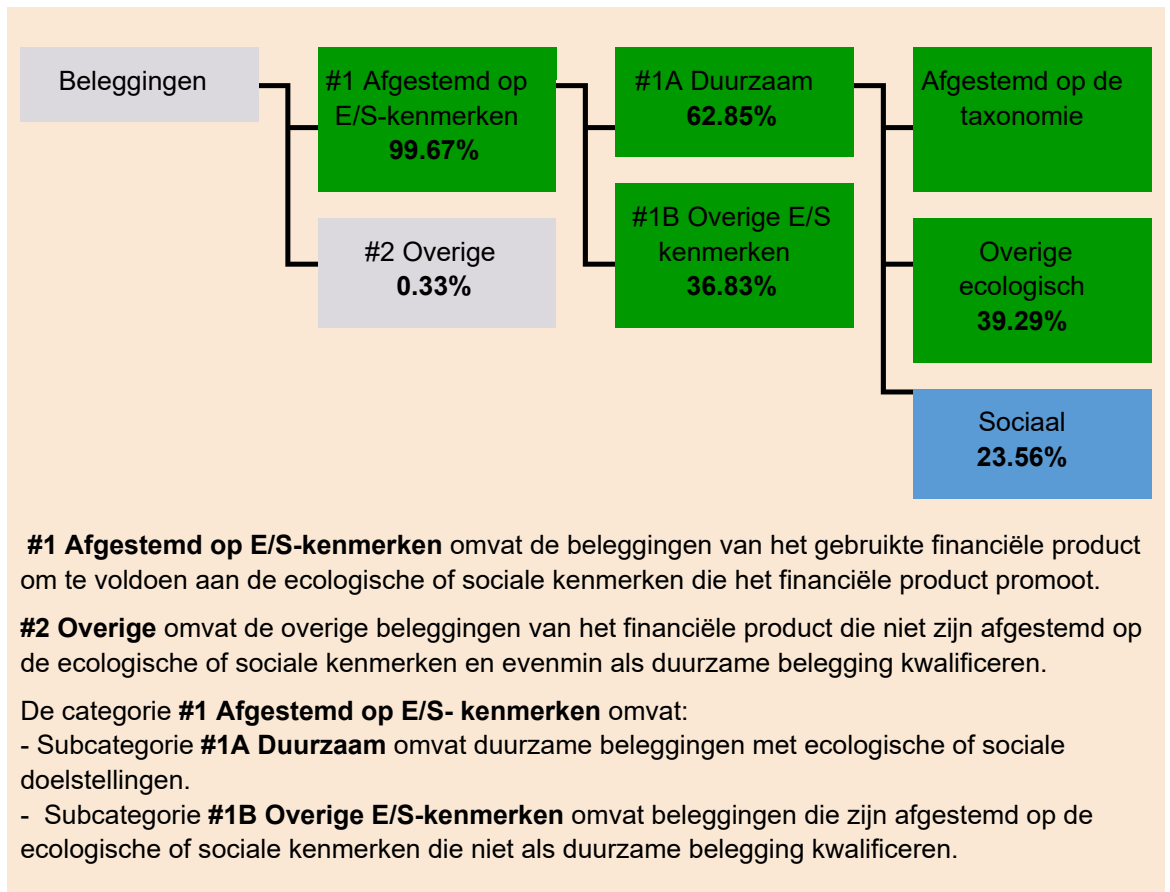 Beleggingen
#1 Afgestemd op
E/S-kenmerken
99.67%
#2 Overige
0.33%
#1A Duurzaam
62.85%
#1B Overige E/S
kenmerken
36.83%
Afgestemd op de
taxonomie
Overige
ecologisch
39.29%
Sociaal
23.56%
#1 Afgestemd op E/S-kenmerken omvat de beleggingen van het gebruikte financiële product
om te voldoen aan de ecologische of sociale kenmerken die het financiële product promoot.
#2 Overige omvat de overige beleggingen van het financiële product die niet zijn afgestemd op
de ecologische of sociale kenmerken en evenmin als duurzame belegging kwalificeren.
De categorie #1 Afgestemd op E/S- kenmerken omvat:
- Subcategorie #1A Duurzaam omvat duurzame beleggingen met ecologische of sociale
doelstellingen.
- Subcategorie #1B Overige E/S-kenmerken omvat beleggingen die zijn afgestemd op de
ecologische of sociale kenmerken die niet als duurzame belegging kwalificeren.